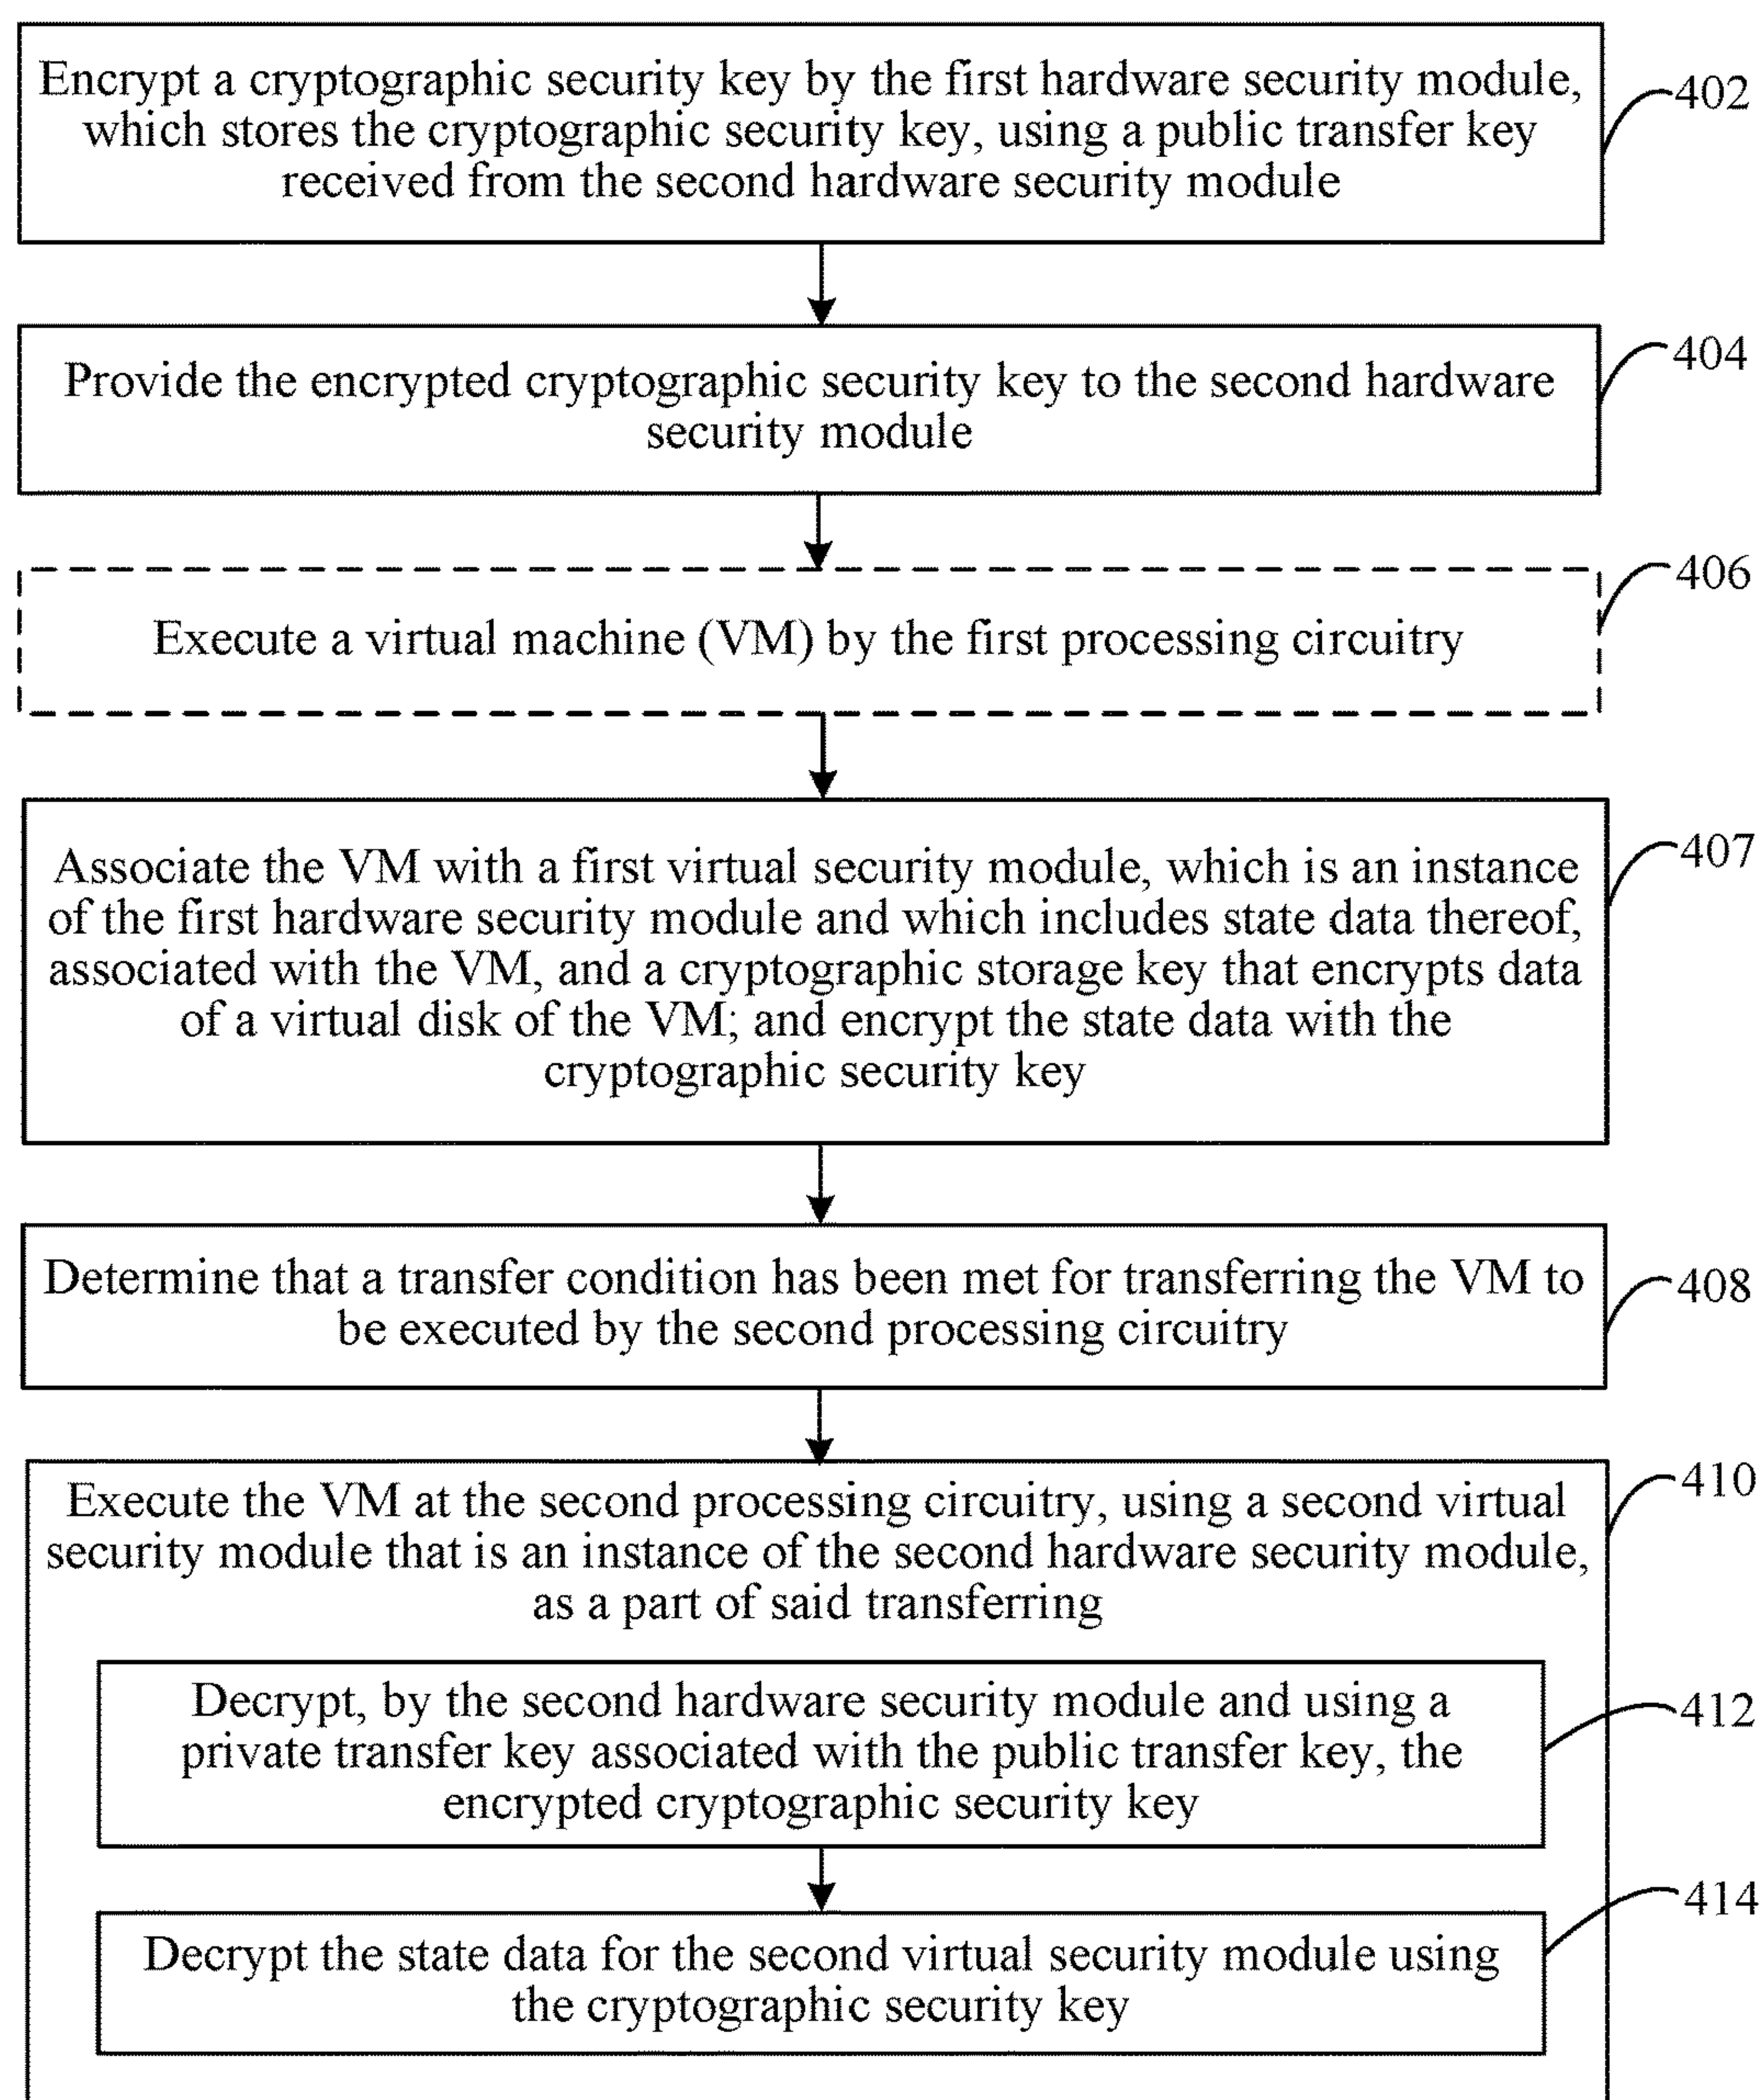 Encrypt a cryptographic security key by the first hardware security module,
which stores the cryptographic security key, using a public transfer key
received from the second hardware security module
402
Provide the encrypted cryptographic security key to the second hardware
security module
404
Execute a virtual machine (VM) by the first processing circuitry
406
Associate the VM with a first virtual security module, which is an instance
of the first hardware security module and which includes state data thereof,
associated with the VM, and a cryptographic storage key that encrypts data
of a virtual disk of the VM; and encrypt the state data with the
cryptographic security key
407
Determine that a transfer condition has been met for transferring the VM to
be executed by the second processing circuitry
408
Execute the VM at the second processing circuitry, using a second virtual
security module that is an instance of the second hardware security module,
as a part of said transferring
410
Decrypt, by the second hardware security module and using a
private transfer key associated with the public transfer key, the
encrypted cryptographic security key
412
Decrypt the state data for the second virtual security module using
the cryptographic security key
414